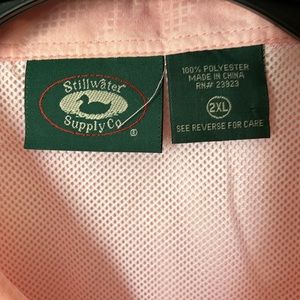 Stillwater
Supply Co
®
100% POLYESTER
MADE IN CHINA
RN# 23923
2XL
SEE REVERSE FOR CARE